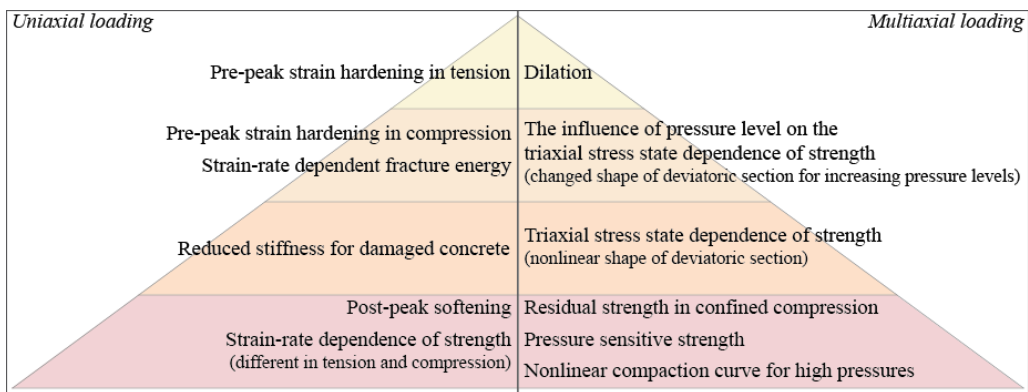 Uniaxial loading
Multiaxial loading
Pre-peak strain hardening in tension
Dilation
Pre-peak strain hardening in compression
Strain-rate dependent fracture energy
The influence of pressure level on the
triaxial stress state dependence of strength
(changed shape of deviatoric section for increasing pressure levels)
Reduced stiffness for damaged concrete
Triaxial stress state dependence of strength
(nonlinear shape of deviatoric section)
Post-peak softening
Strain-rate dependence of strength
(different in tension and compression)
Residual strength in confined compression
Pressure sensitive strength
Nonlinear compaction curve for high pressures